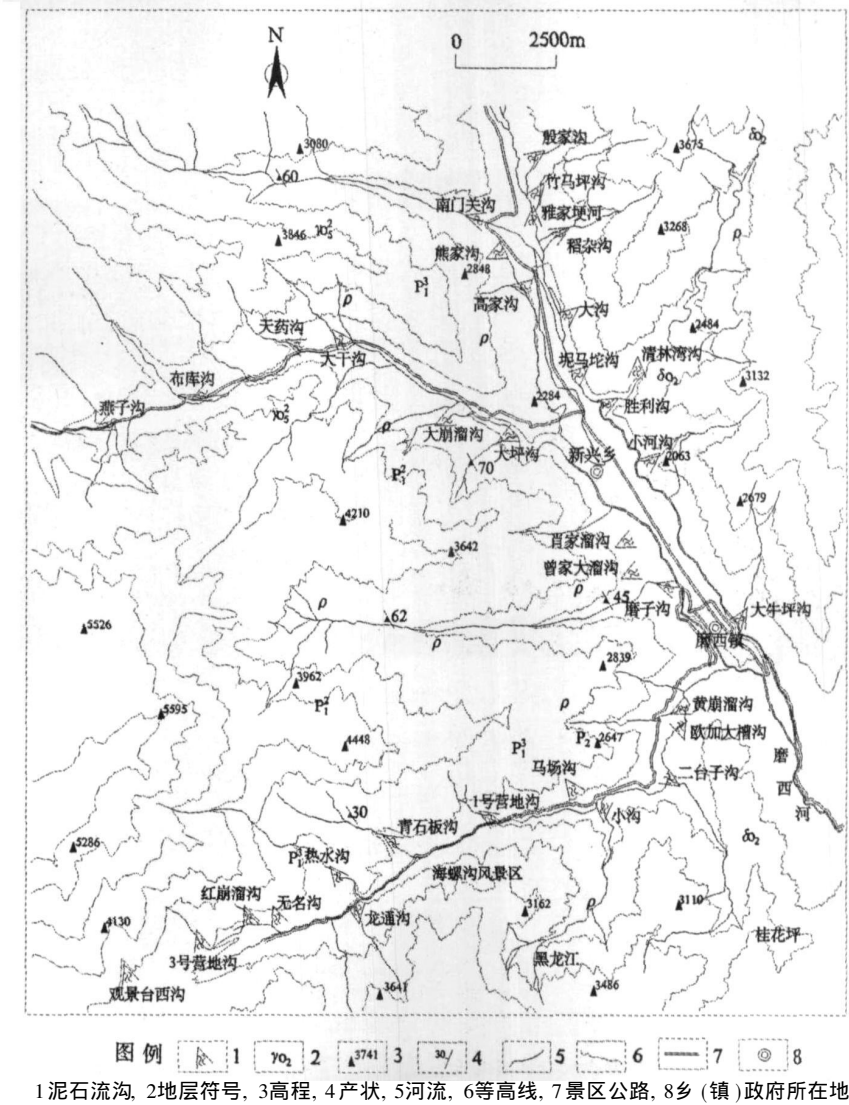 N
0 2500m
殷家沟
3675
δO₂
3080
60
竹马坪沟
南门关沟
雅家埂河
3846
γO₅²
3268
ρ
熊家沟
稻杂沟
2848
P₁³
高家沟
ρ
大沟
天药沟
ρ
2484
大干沟
坭马坨沟
清林湾沟
布库沟
δO₂
3132
燕子沟
γO₅²
2284
胜利沟
ρ
大崩溜沟
大坪沟
新兴乡
小河沟
2063
P₁²
70
4210
2679
3642
肖家溜沟
曾家大溜沟
ρ
ρ
45
磨子沟
大牛坪沟
5526
62
磨西镇
ρ
2839
3962
P₁²
ρ
黄崩溜沟
5595
P₂
2647
欧加大槽沟
4448
P₁³
马场沟
二台子沟
磨西河
30
1号营地沟
小沟
青石板沟
δO₂
5286
P₁³
热水沟
海螺沟风景区
红崩溜沟
无名沟
3162
ρ
3110
4130
龙通沟
桂花坪
3号营地沟
黑龙江
观景台西沟
3641
3486
图例 1 γO₂ 2 3741 3 30 4 5 6 7 8
1泥石流沟, 2地层符号, 3高程, 4产状, 5河流, 6等高线, 7景区公路, 8乡 (镇)政府所在地